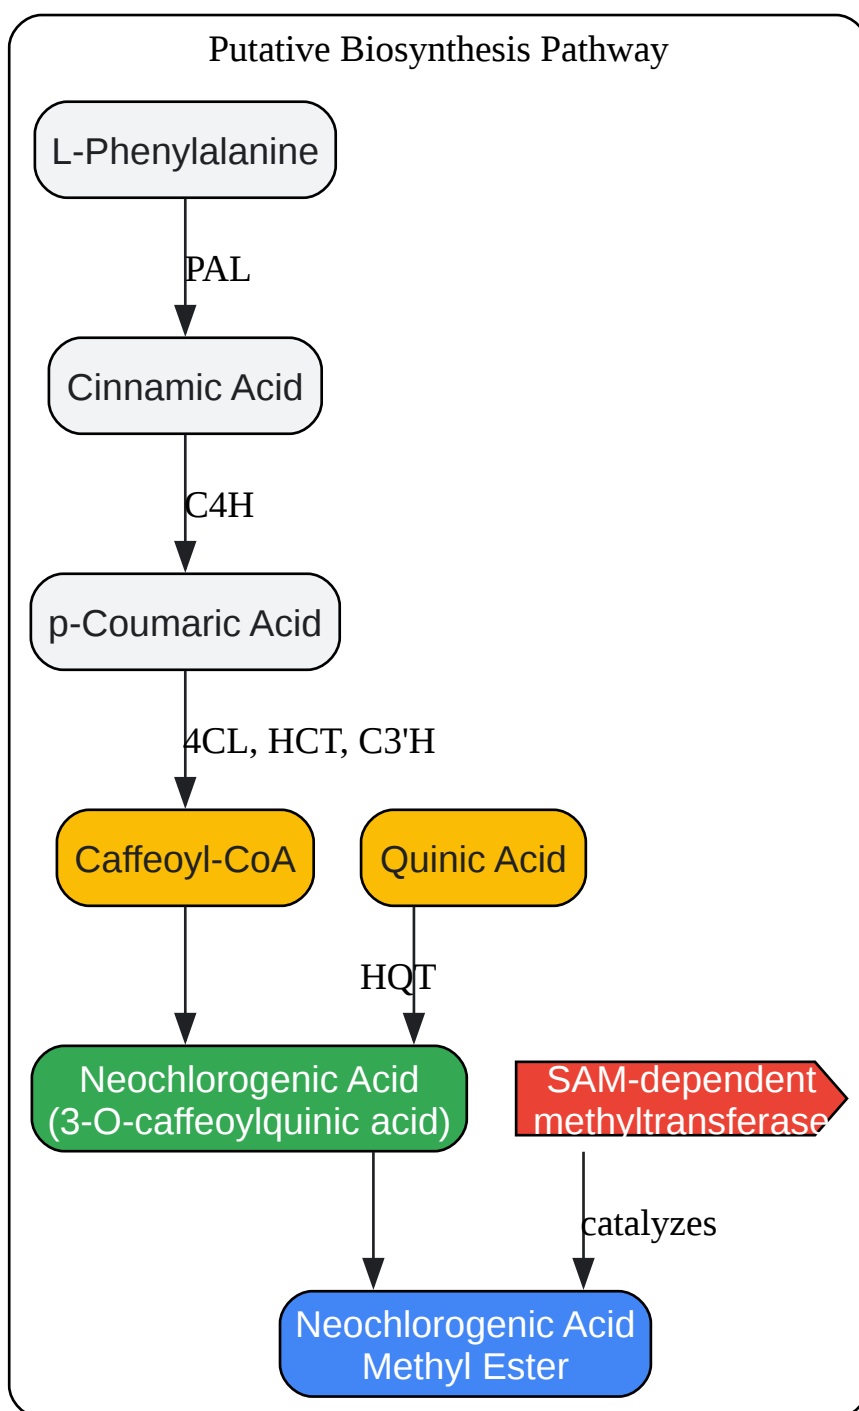 Putative Biosynthesis Pathway
L-Phenylalanine
PAL
Cinnamic Acid
C4H
p-Coumaric Acid
4CL, HCT, C3'H
Caffeoyl-CoA
Quinic Acid
HQT
Neochlorogenic Acid
(3-O-caffeoylquinic acid)
SAM-dependent
methyltransferase
catalyzes
Neochlorogenic Acid
Methyl Ester